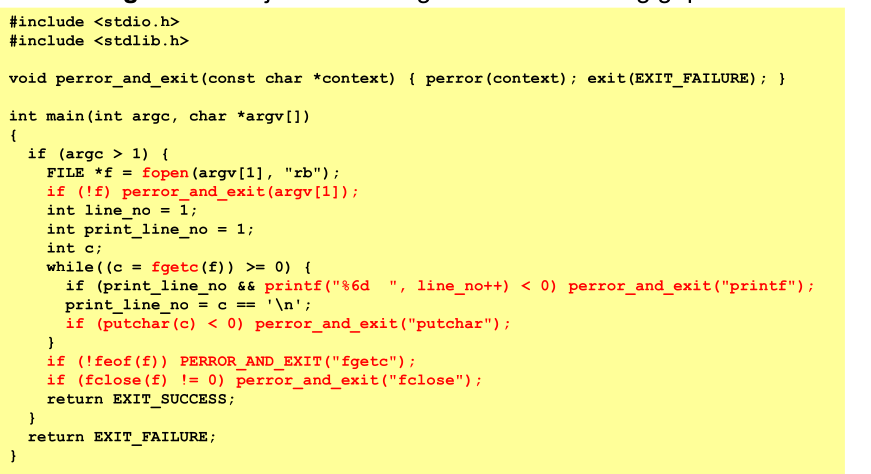 #include <stdio.h>
#include <stdlib.h>
void perror_and_exit(const char *context) { perror(context); exit(EXIT_FAILURE); }
int main(int argc, char *argv[])
{
  if (argc > 1) {
    FILE *f = fopen(argv[1], "rb");
    if (!f) perror_and_exit(argv[1]);
    int line_no = 1;
    int print_line_no = 1;
    int c;
    while((c = fgetc(f)) >= 0) {
      if (print_line_no && printf("%6d  ", line_no++) < 0) perror_and_exit("printf");
      print_line_no = c == '\n';
      if (putchar(c) < 0) perror_and_exit("putchar");
    }
    if (!feof(f)) PERROR_AND_EXIT("fgetc");
    if (fclose(f) != 0) perror_and_exit("fclose");
    return EXIT_SUCCESS;
  }
  return EXIT_FAILURE;
}